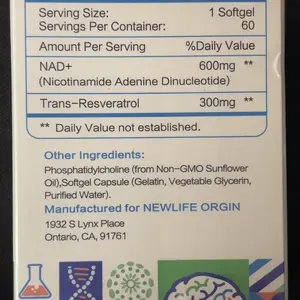 Serving Size: 1 Softgel
Servings Per Container: 60
Amount Per Serving %Daily Value
NAD+ 600mg **
(Nicotinamide Adenine Dinucleotide)
Trans-Resveratrol 300mg **
** Daily Value not established.
Other Ingredients:
Phosphatidylcholine (from Non-GMO Sunflower
Oil),Softgel Capsule (Gelatin, Vegetable Glycerin,
Purified Water).
Manufactured for NEWLIFE ORGIN
1932 S Lynx Place
Ontario, CA, 91761